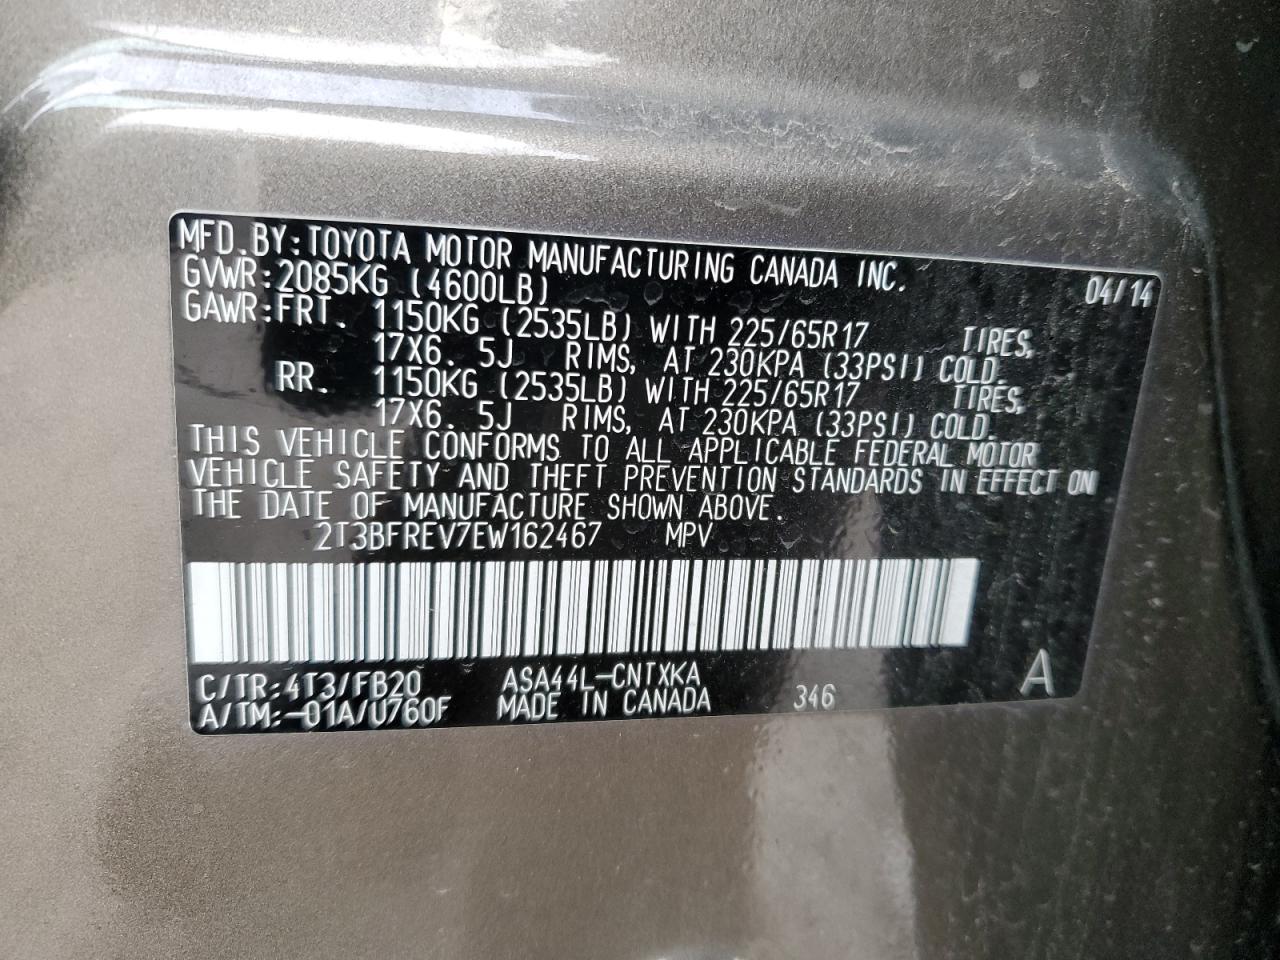 MFD.BY:TOYOTA MOTOR MANUFACTURING CANADA INC.
GVWR:2085KG (4600LB) 04/14
GAWR:FRT. 1150KG (2535LB) WITH 225/65R17 TIRES,
17X6.5J RIMS, AT 230KPA (33PSI) COLD.
RR. 1150KG (2535LB) WITH 225/65R17 TIRES,
17X6.5J RIMS, AT 230KPA (33PSI) COLD.
THIS VEHICLE CONFORMS TO ALL APPLICABLE FEDERAL MOTOR
VEHICLE SAFETY AND THEFT PREVENTION STANDARDS IN EFFECT ON
THE DATE OF MANUFACTURE SHOWN ABOVE.
2T3BFREV7EW162467 MPV
C/TR:4T3/FB20 ASA44L-CNTXKA A
A/TM:-01A/U760F MADE IN CANADA 346